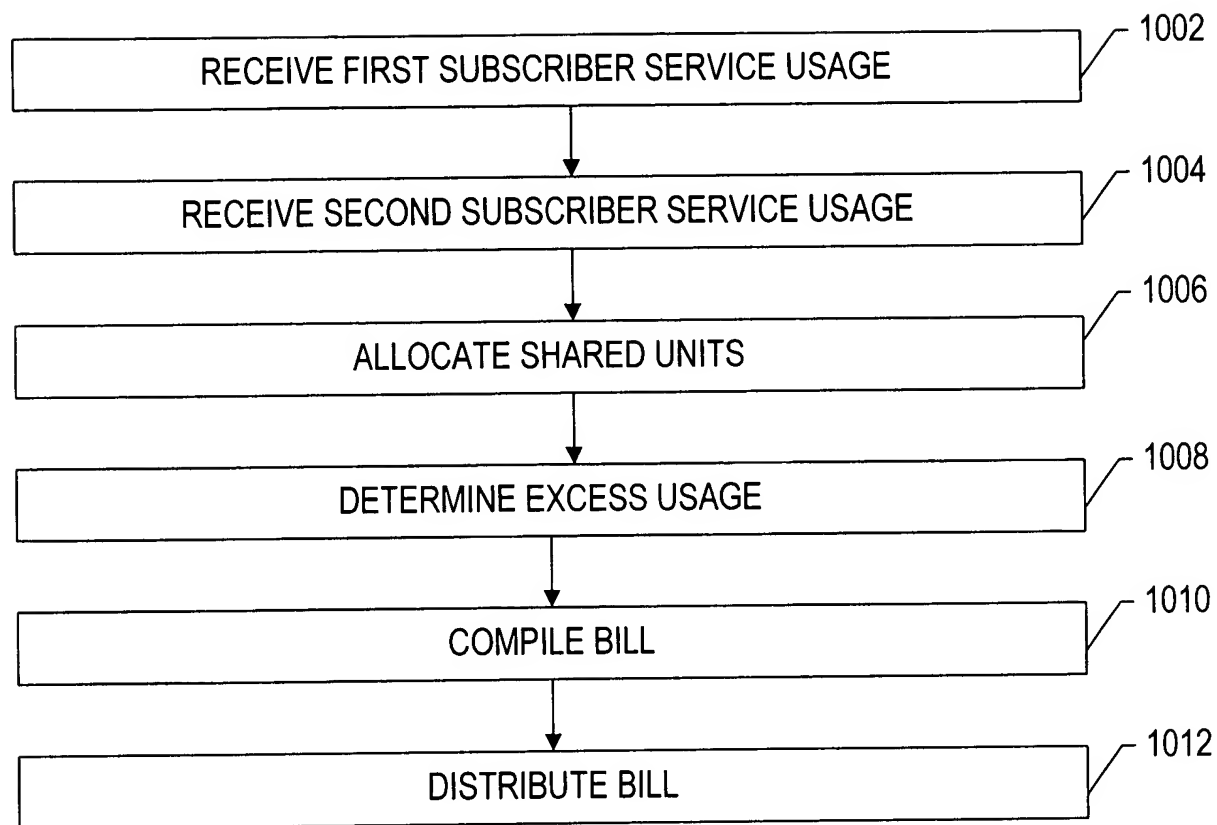 1002
RECEIVE FIRST SUBSCRIBER SERVICE USAGE
1004
RECEIVE SECOND SUBSCRIBER SERVICE USAGE
1006
ALLOCATE SHARED UNITS
1008
DETERMINE EXCESS USAGE
1010
COMPILE BILL
1012
DISTRIBUTE BILL